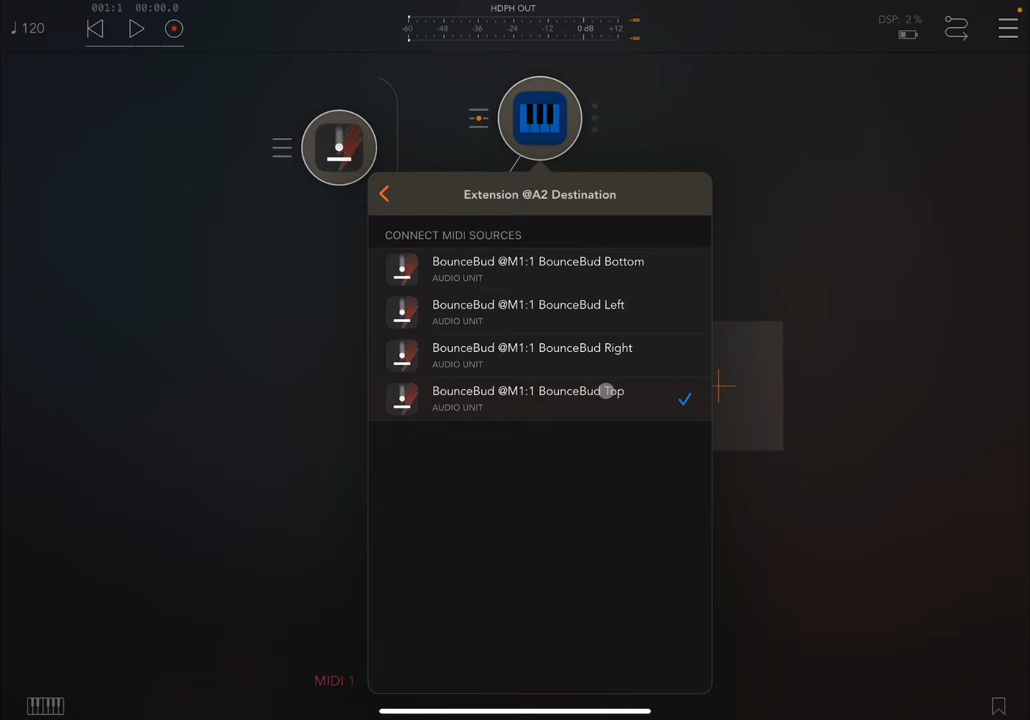 HDPH OUT
001:1 00:00.0
♩120
-60 -48 -36 -24 -12 0 dB +12
-∞
-∞
DSP: 2 %
Extension @A2 Destination
CONNECT MIDI SOURCES
BounceBud @M1:1 BounceBud Bottom
AUDIO UNIT
BounceBud @M1:1 BounceBud Left
AUDIO UNIT
BounceBud @M1:1 BounceBud Right
AUDIO UNIT
BounceBud @M1:1 BounceBud Top
AUDIO UNIT
MIDI 1